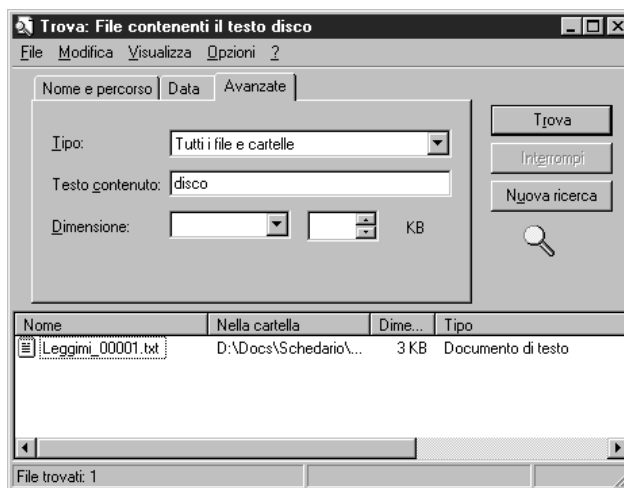 Trova: File contenenti il testo disco
File Modifica Visualizza Opzioni ?
Nome e percorso Data Avanzate
Tipo: Tutti i file e cartelle
Testo contenuto: disco
Dimensione: KB
Trova
Interrompi
Nuova ricerca
Nome Nella cartella Dime... Tipo
Leggimi_00001.txt D:\Docs\Schedario\... 3 KB Documento di testo
File trovati: 1